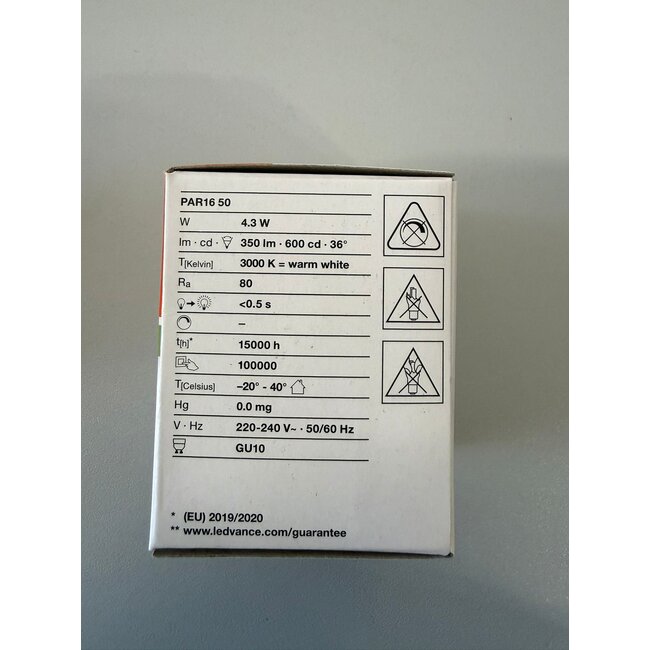 PAR16 50
W 4.3 W
lm · cd · 350 lm · 600 cd · 36°
T[Kelvin] 3000 K = warm white
Ra 80
<0.5 s
–
t[h]* 15000 h
100000
T[Celsius] –20° - 40°
Hg 0.0 mg
V · Hz 220-240 V~ · 50/60 Hz
GU10
* (EU) 2019/2020
** www.ledvance.com/guarantee